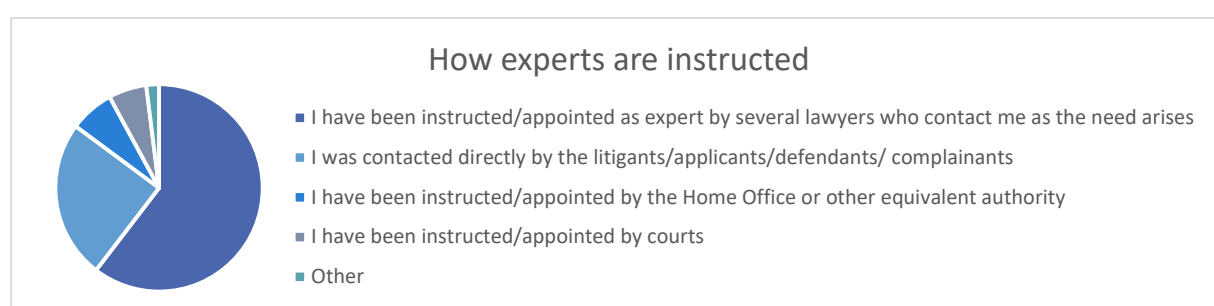 How experts are instructed
I have been instructed/appointed as expert by several lawyers who contact me as the need arises
I was contacted directly by the litigants/applicants/defendants/ complainants
I have been instructed/appointed by the Home Office or other equivalent authority
I have been instructed/appointed by courts
Other